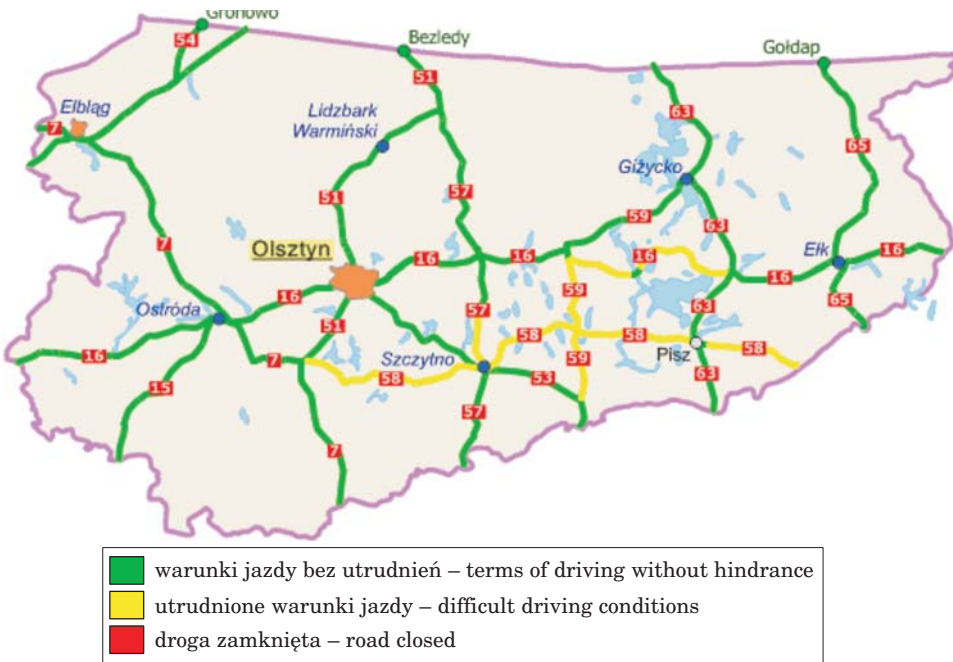 Gronowo
54
Bezledy
Gołdap
51
Elbląg
7
Lidzbark
Warmiński
63
65
Giżycko
51
57
59
63
7
Olsztyn
16
16
16
Ełk
16
16
59
16
63
65
Ostróda
51
57
58
58
Pisz
58
16
7
Szczytno
58
59
53
63
15
57
7
warunki jazdy bez utrudnień – terms of driving without hindrance
utrudnione warunki jazdy – difficult driving conditions
droga zamknięta – road closed